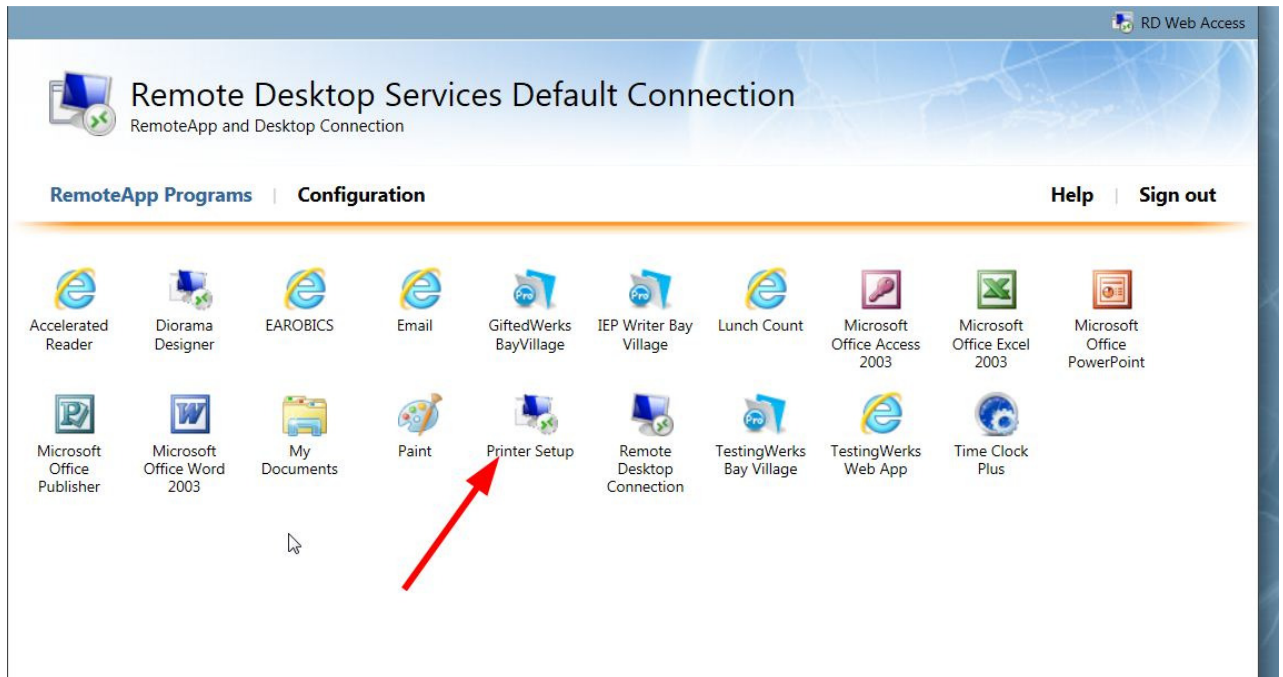 RD Web Access
Remote Desktop Services Default Connection
RemoteApp and Desktop Connection
RemoteApp Programs | Configuration
Help | Sign out
Accelerated
Reader
Diorama
Designer
EAROBICS
Email
Pro
GiftedWerks
BayVillage
Pro
IEP Writer Bay
Village
Lunch Count
Microsoft
Office Access
2003
Microsoft
Office Excel
2003
Microsoft
Office
PowerPoint
Microsoft
Office
Publisher
Microsoft
Office Word
2003
My
Documents
Paint
Printer Setup
Remote
Desktop
Connection
Pro
TestingWerks
Bay Village
TestingWerks
Web App
Time Clock
Plus